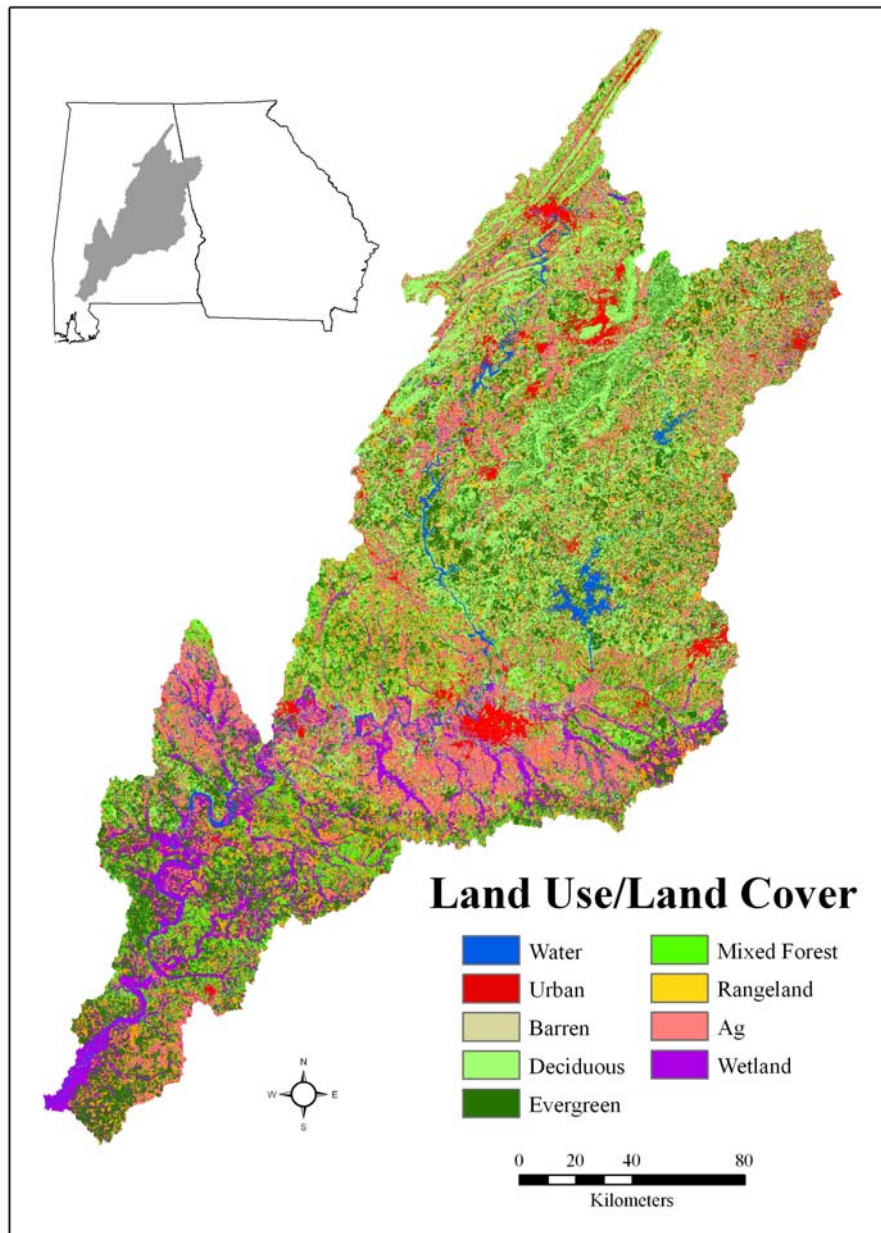 Land Use/Land Cover
Water
Urban
Barren
Deciduous
Evergreen
Mixed Forest
Rangeland
Ag
Wetland
N
W E
S
0 20 40 80
Kilometers